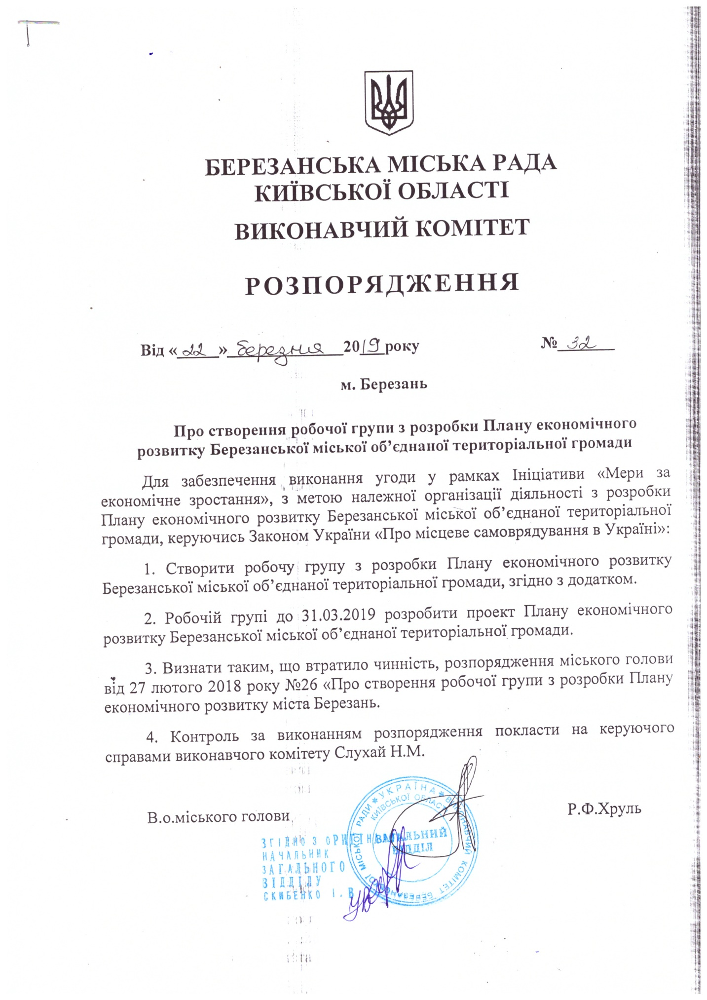 БЕРЕЗАНСЬКА МІСЬКА РАДА
КИЇВСЬКОЇ ОБЛАСТІ
ВИКОНАВЧИЙ КОМІТЕТ
РОЗПОРЯДЖЕННЯ
Від « 22 » березня 2019 року № 32
м. Березань
Про створення робочої групи з розробки Плану економічного
розвитку Березанської міської об’єднаної територіальної громади
Для забезпечення виконання угоди у рамках Ініціативи «Мери за
економічне зростання», з метою належної організації діяльності з розробки
Плану економічного розвитку Березанської міської об’єднаної територіальної
громади, керуючись Законом України «Про місцеве самоврядування в Україні»:
1. Створити робочу групу з розробки Плану економічного розвитку
Березанської міської об’єднаної територіальної громади, згідно з додатком.
2. Робочій групі до 31.03.2019 розробити проект Плану економічного
розвитку Березанської міської об’єднаної територіальної громади.
3. Визнати таким, що втратило чинність, розпорядження міського голови
від 27 лютого 2018 року №26 «Про створення робочої групи з розробки Плану
економічного розвитку міста Березань.
4. Контроль за виконанням розпорядження покласти на керуючого
справами виконавчого комітету Слухай Н.М.
В.о.міського голови Р.Ф.Хруль
УКРАЇНА * ВИКОНАВЧИЙ КОМІТЕТ БЕРЕЗАНСЬКОЇ МІСЬКОЇ РАДИ *
КИЇВСЬКОЇ ОБЛАСТІ
ЗАГАЛЬНИЙ
ВІДДІЛ
ЗГІДНО З ОРИГІНАЛОМ
НАЧАЛЬНИК
ЗАГАЛЬНОГО
ВІДДІЛУ
СКИБЕНКО І.В